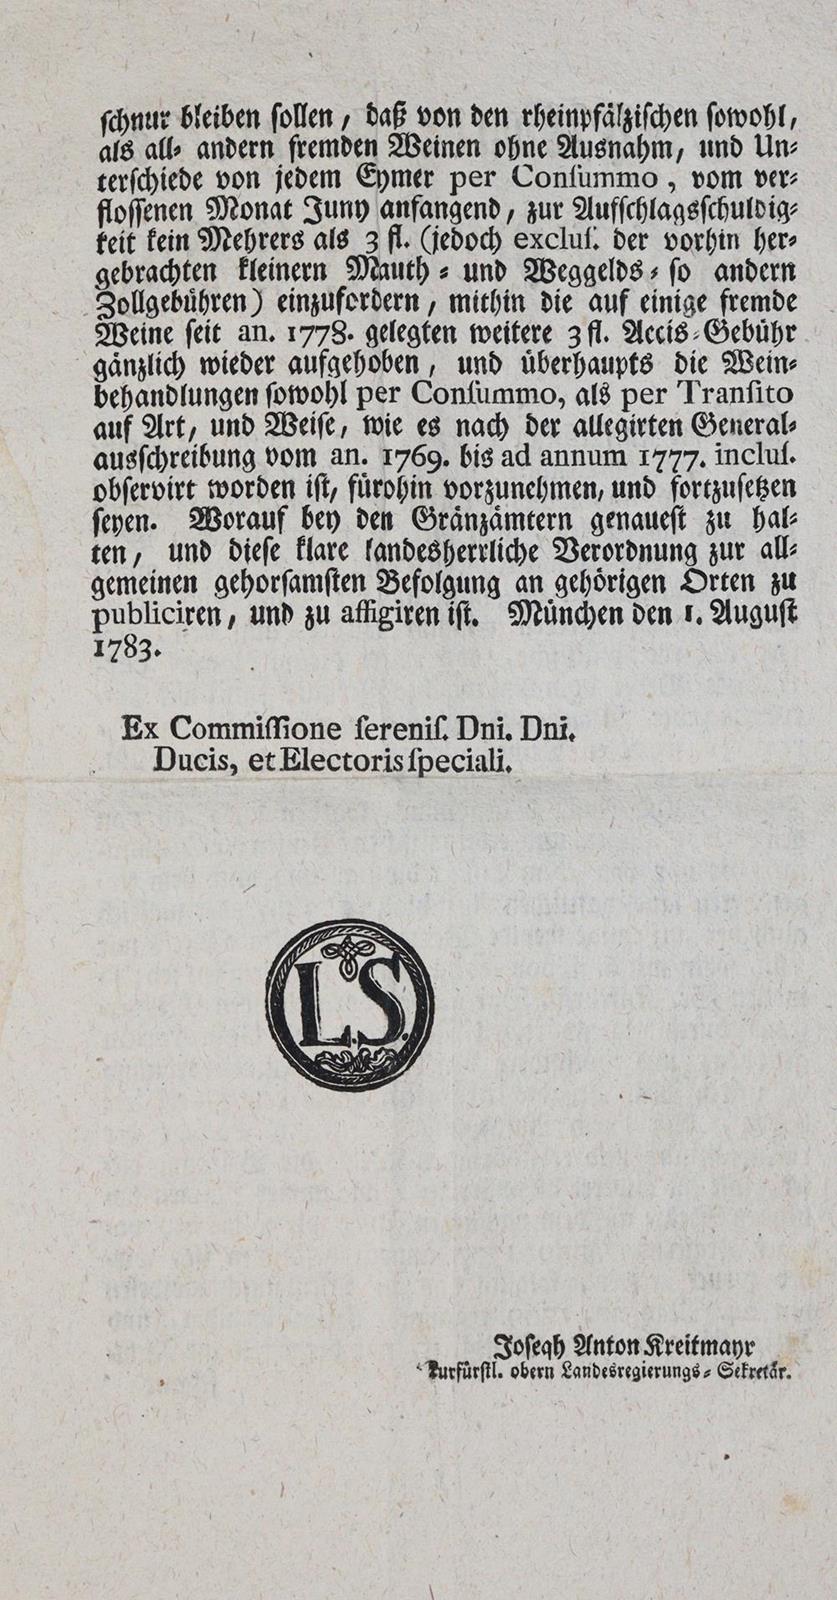 schnur bleiben sollen, daß von den rheinpfälzischen sowohl,
als all- andern fremden Weinen ohne Ausnahm, und Un-
terschiede von jedem Eymer per Consummo, vom ver-
flossenen Monat Juny anfangend, zur Aufschlagsschuldig-
keit kein Mehrers als 3 fl. (jedoch exclus. der vorhin her-
gebrachten kleinern Mauth- und Weggelds- so andern
Zollgebühren) einzufordern, mithin die auf einige fremde
Weine seit an. 1778. gelegten weitere 3 fl. Accis-Gebühr
gänzlich wieder aufgehoben, und überhaupts die Wein-
behandlungen sowohl per Consummo, als per Transito
auf Art, und Weise, wie es nach der allegirten General-
ausschreibung vom an. 1769. bis ad annum 1777. inclus.
observirt worden ist, fürohin vorzunehmen, und fortzusetzen
seyen. Worauf bey den Gränzämtern genauest zu hal-
ten, und diese klare landesherrliche Verordnung zur all-
gemeinen gehorsamsten Befolgung an gehörigen Orten zu
publiciren, und zu affigiren ist. München den 1. August
1783.
Ex Commissione serenis. Dni. Dni.
Ducis, et Electoris speciali.
L.S.
Joseph Anton Kreitmayr
Kurfürstl. obern Landesregierungs-Sekretär.